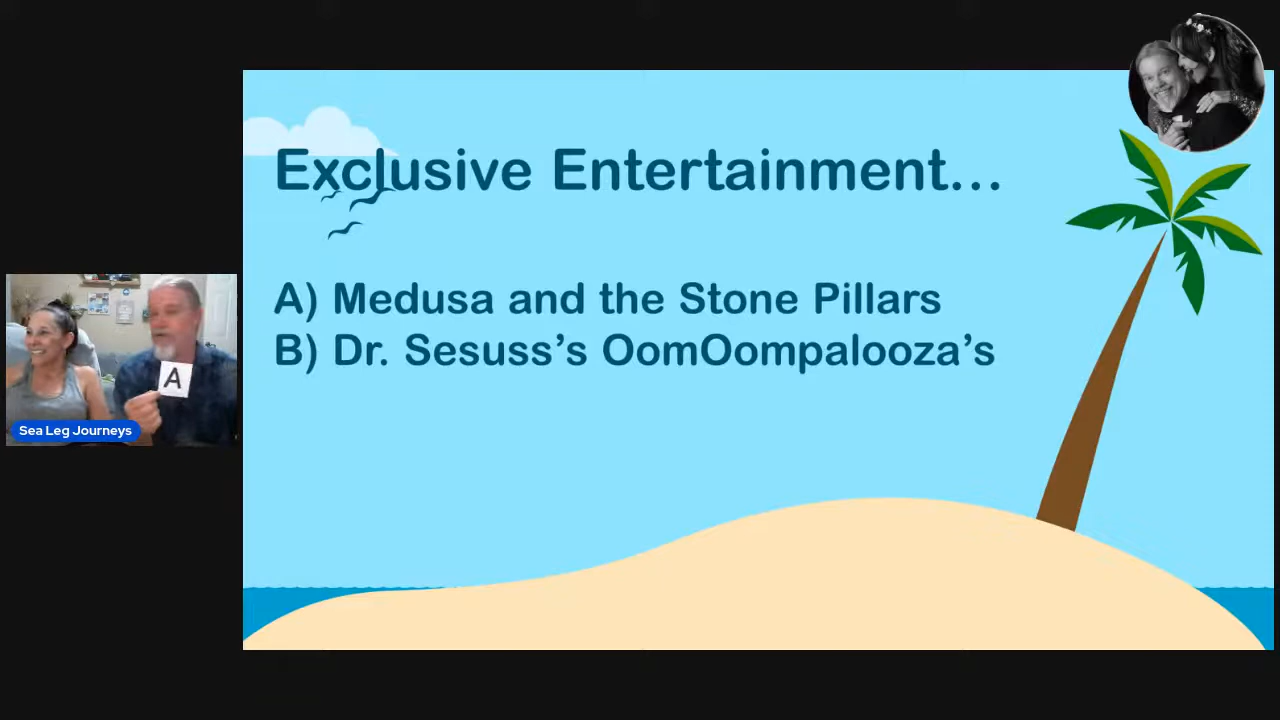 Exclusive Entertainment…
A) Medusa and the Stone Pillars
B) Dr. Sesuss’s OomOompalooza’s
A
Sea Leg Journeys